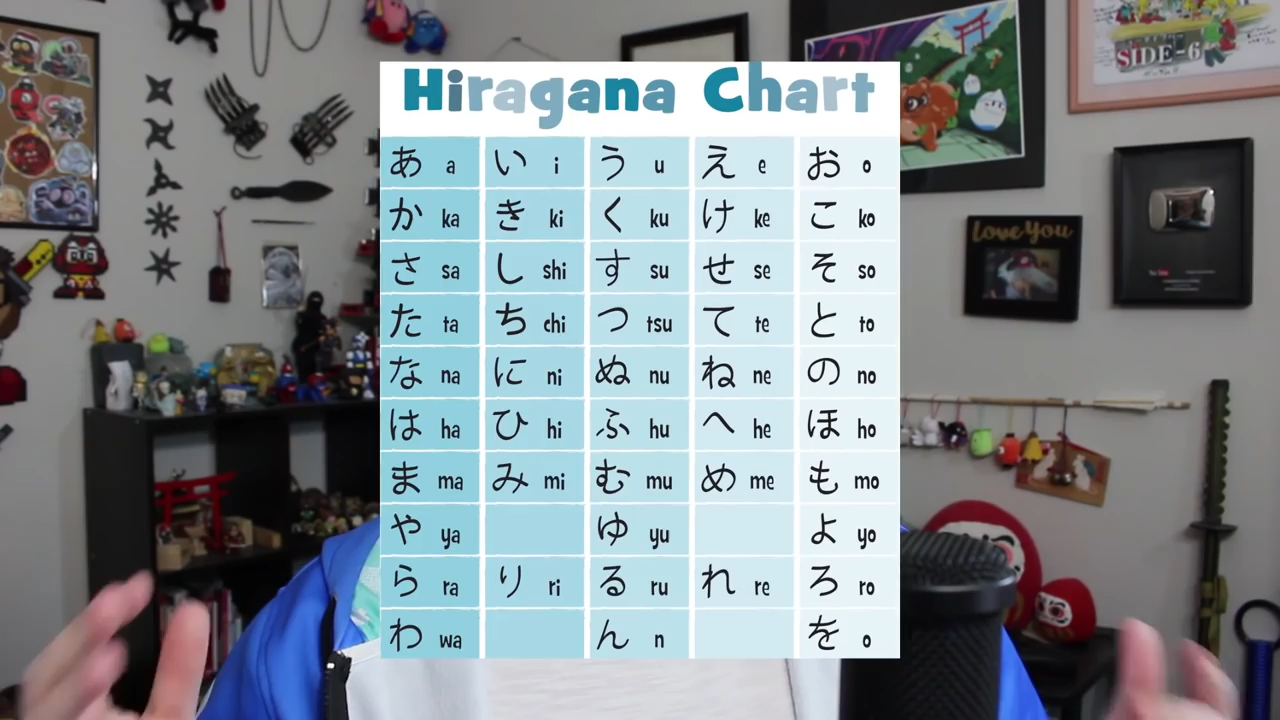 SIDE-6
Hiragana Chart
あ a い i う u え e お o
か ka き ki く ku け ke こ ko
さ sa し shi す su せ se そ so
た ta ち chi つ tsu て te と to
な na に ni ぬ nu ね ne の no
は ha ひ hi ふ hu へ he ほ ho
ま ma み mi む mu め me も mo
や ya ゆ yu よ yo
ら ra り ri る ru れ re ろ ro
わ wa ん n を o
love You